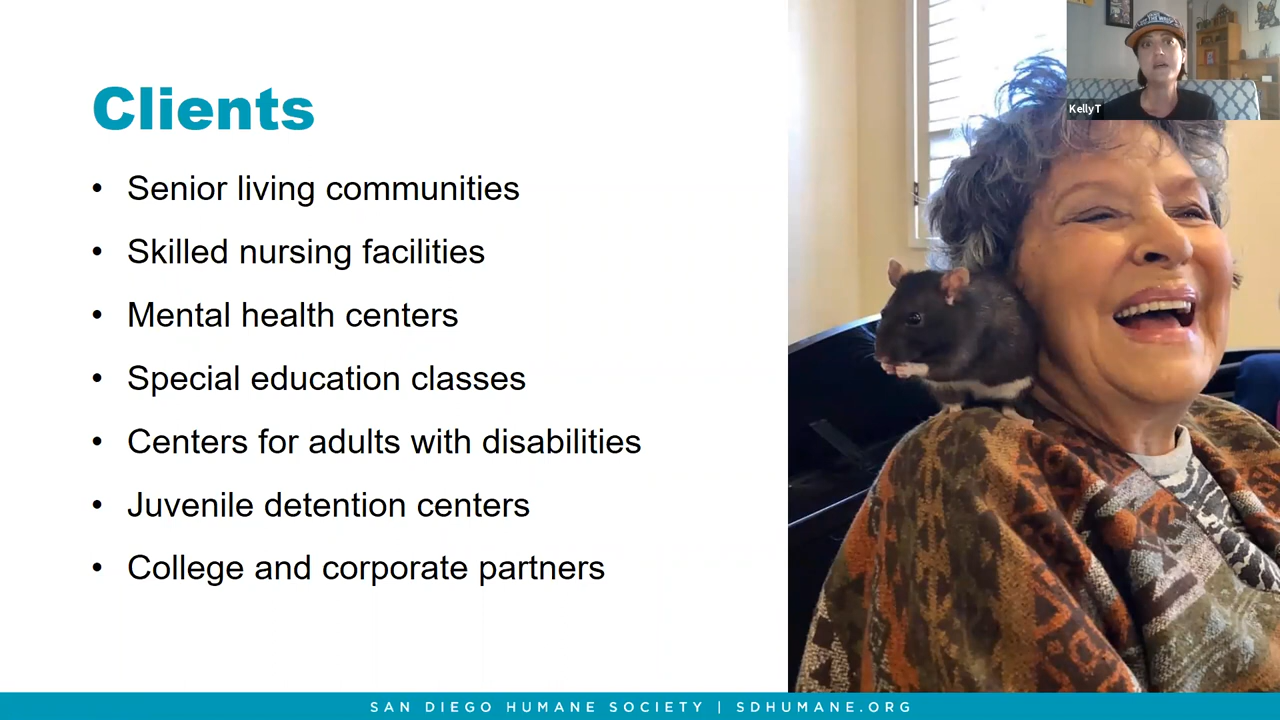 Clients
• Senior living communities
• Skilled nursing facilities
• Mental health centers
• Special education classes
• Centers for adults with disabilities
• Juvenile detention centers
• College and corporate partners
KellyT
SAN DIEGO HUMANE SOCIETY | SDHUMANE.ORG